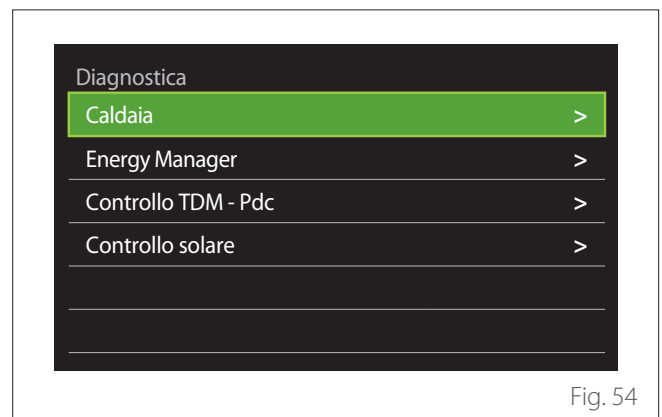 Diagnostica
Caldaia >
Energy Manager >
Controllo TDM - Pdc >
Controllo solare >
Fig. 54